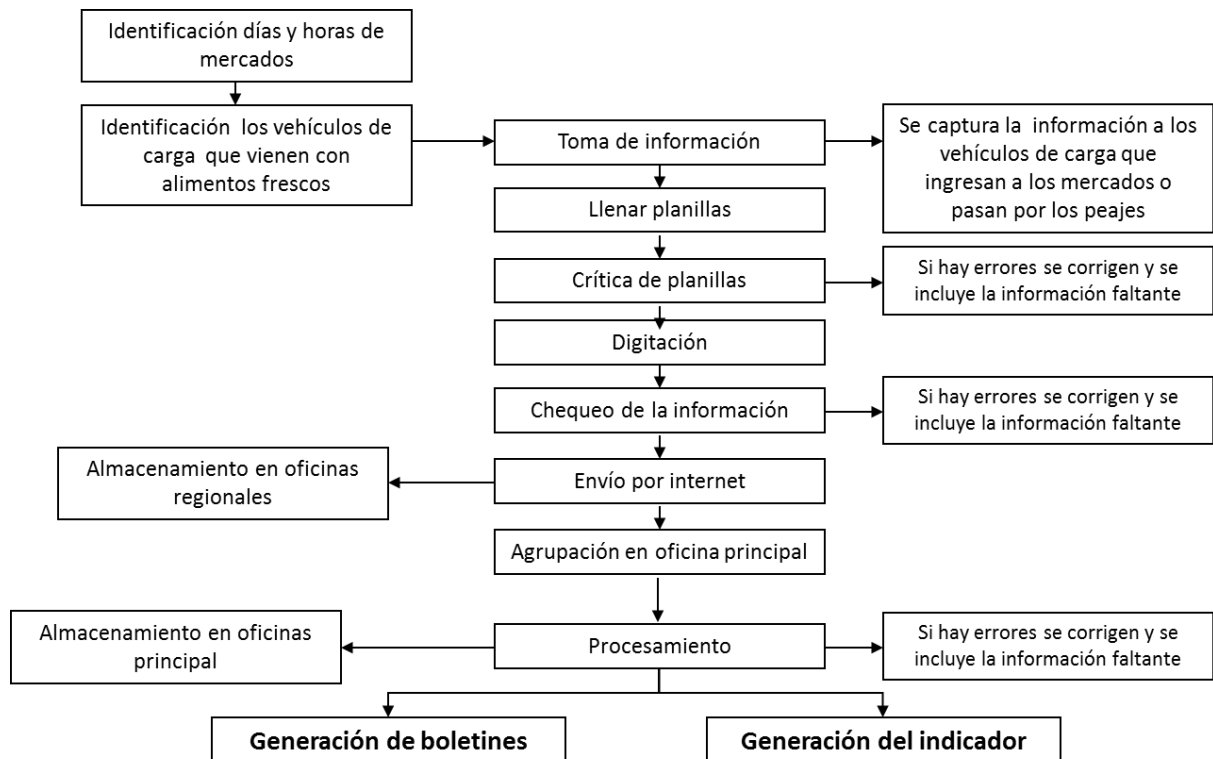 Identificación días y horas de
mercados
Identificación los vehículos de
carga que vienen con
alimentos frescos
Toma de información
Se captura la información a los
vehículos de carga que
ingresan a los mercados o
pasan por los peajes
Llenar planillas
Crítica de planillas
Si hay errores se corrigen y se
incluye la información faltante
Digitación
Chequeo de la información
Si hay errores se corrigen y se
incluye la información faltante
Almacenamiento en oficinas
regionales
Envío por internet
Agrupación en oficina principal
Almacenamiento en oficinas
principal
Procesamiento
Si hay errores se corrigen y se
incluye la información faltante
Generación de boletines
Generación del indicador